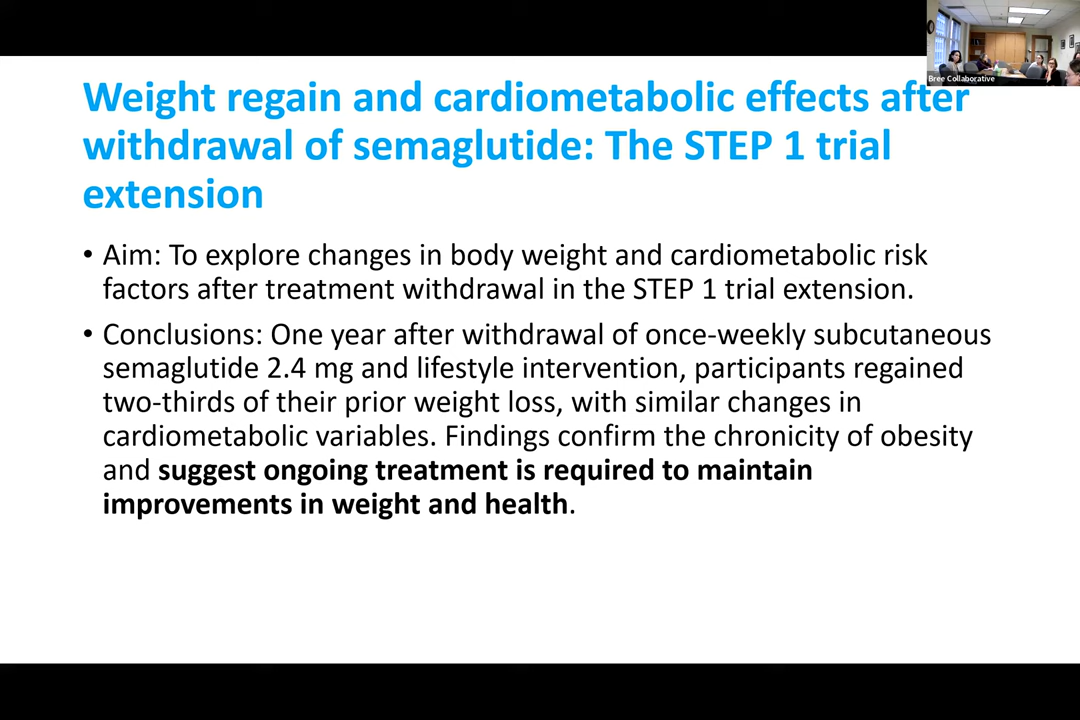 Bree Collaborative
Weight regain and cardiometabolic effects after
withdrawal of semaglutide: The STEP 1 trial
extension
• Aim: To explore changes in body weight and cardiometabolic risk
factors after treatment withdrawal in the STEP 1 trial extension.
• Conclusions: One year after withdrawal of once-weekly subcutaneous
semaglutide 2.4 mg and lifestyle intervention, participants regained
two-thirds of their prior weight loss, with similar changes in
cardiometabolic variables. Findings confirm the chronicity of obesity
and suggest ongoing treatment is required to maintain
improvements in weight and health.